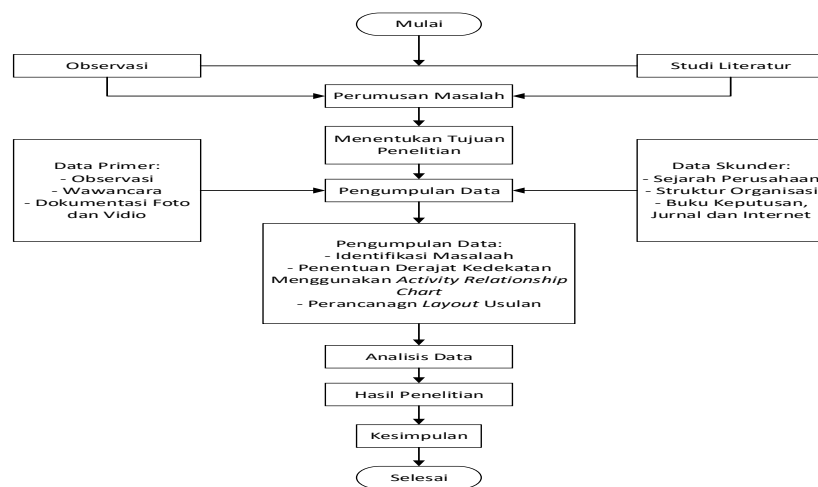 Mulai
Observasi
Studi Literatur
Perumusan Masalah
Menentukan Tujuan
Penelitian
Data Primer:
- Observasi
- Wawancara
- Dokumentasi Foto
dan Vidio
Pengumpulan Data
Data Skunder:
- Sejarah Perusahaan
- Struktur Organisasi
- Buku Keputusan,
Jurnal dan Internet
Pengumpulan Data:
- Identifikasi Masalaah
- Penentuan Derajat Kedekatan
Menggunakan Activity Relationship
Chart
- Perancanagn Layout Usulan
Analisis Data
Hasil Penelitian
Kesimpulan
Selesai